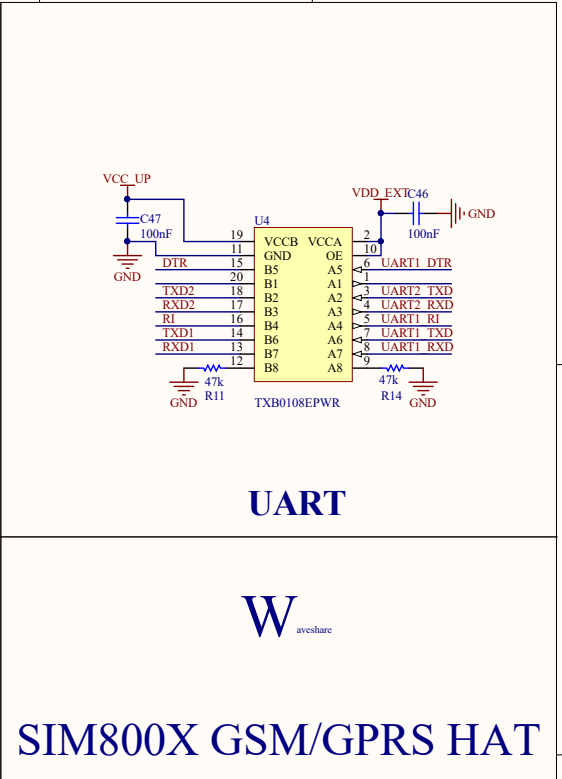 VCC_UP
VDD_EXT
C46
C47
100nF
100nF
GND
GND
U4
19 VCCB VCCA 2
11 GND OE 10
DTR 15 B5 A5 6 UART1_DTR
20 B1 A1 1
TXD2 18 B2 A2 3 UART2_TXD
RXD2 17 B3 A3 4 UART2_RXD
RI 16 B4 A4 5 UART1_RI
TXD1 14 B6 A6 7 UART1_TXD
RXD1 13 B7 A7 8 UART1_RXD
12 B8 A8 9
47k
R11
GND
TXB0108EPWR
47k
R14
GND
UART
Waveshare
SIM800X GSM/GPRS HAT